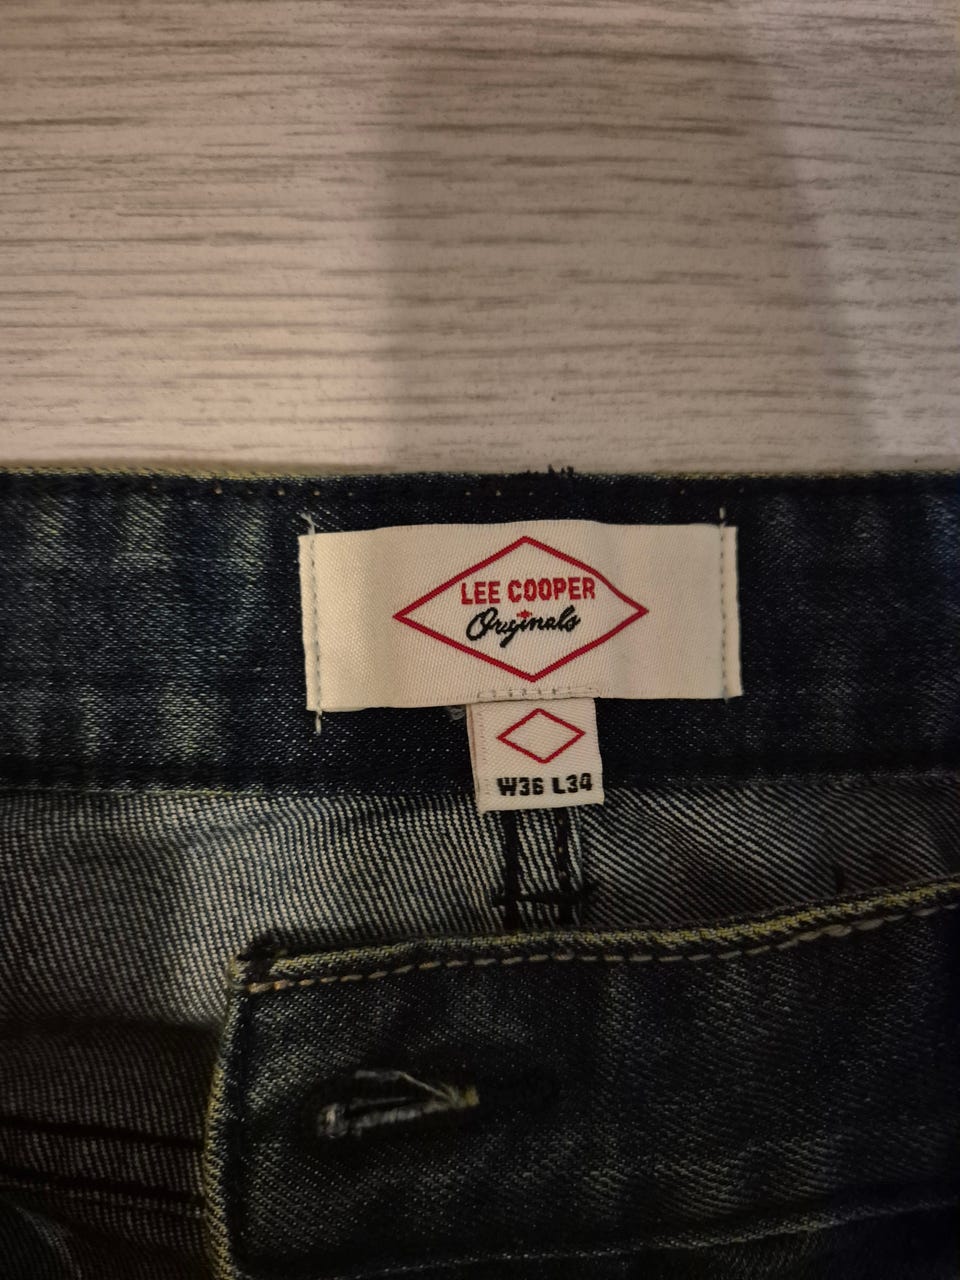 LEE COOPER
Originals
W36 L34